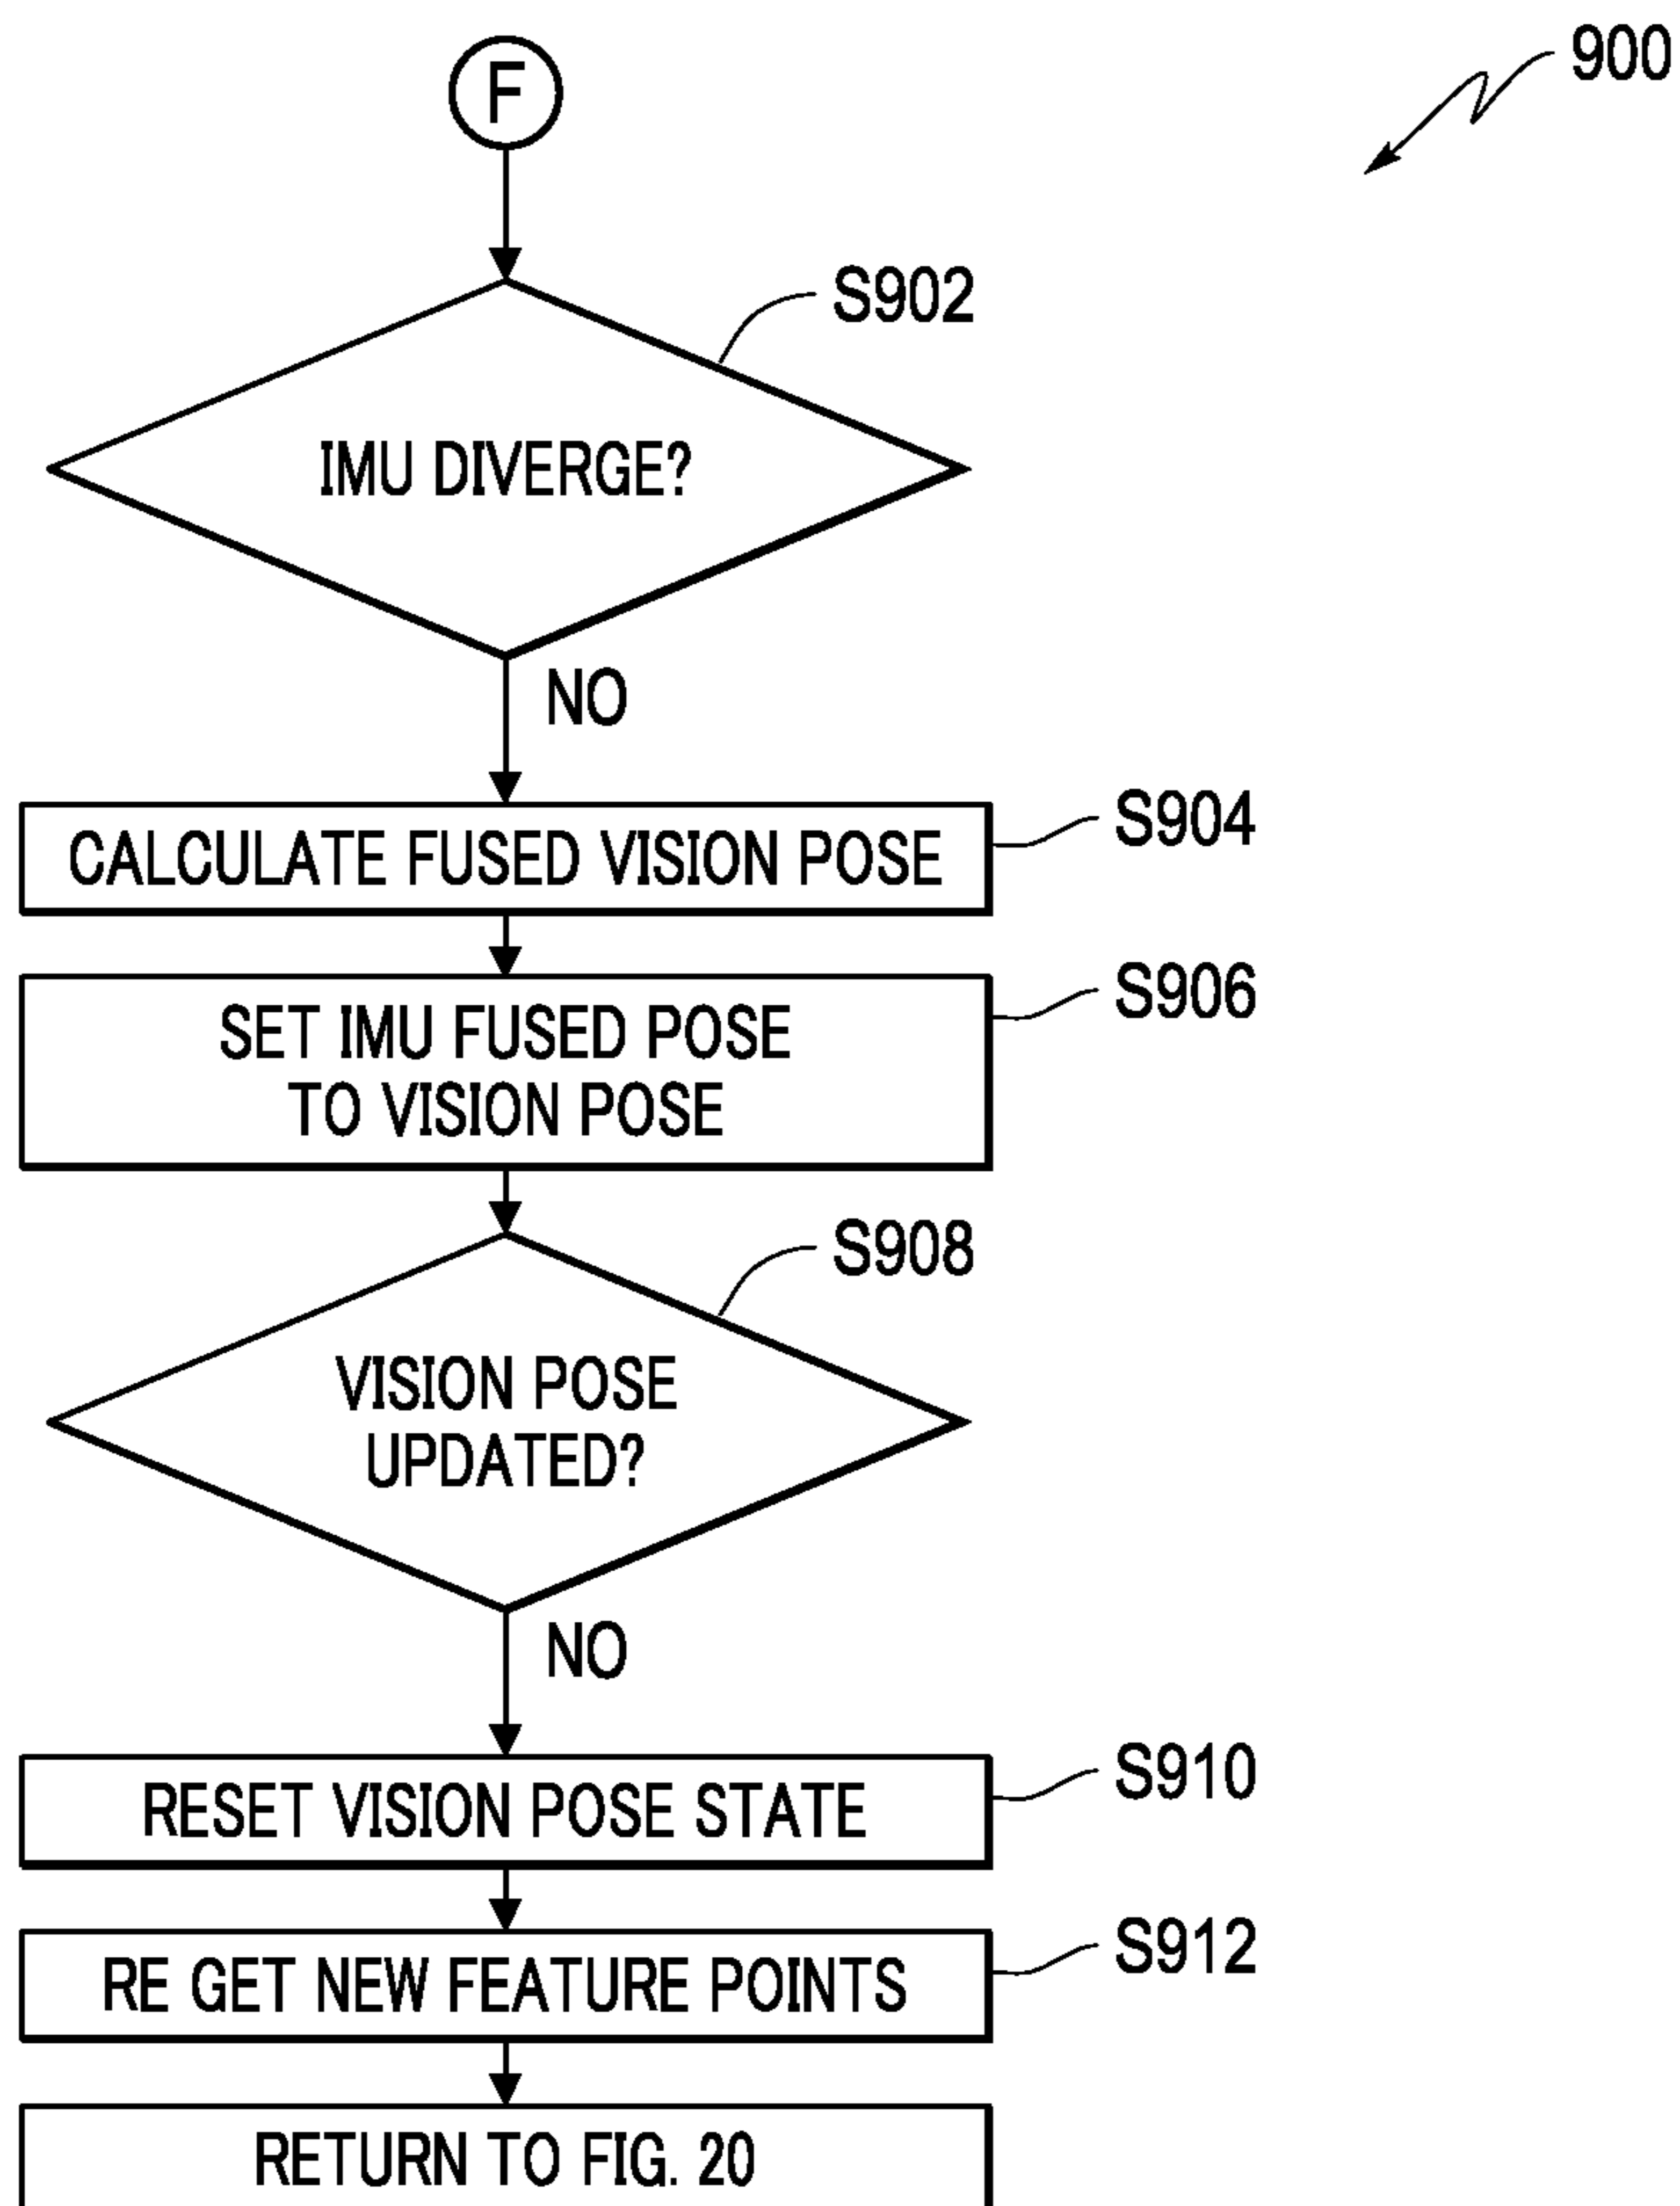 F
900
S902
IMU DIVERGE?
NO
S904
CALCULATE FUSED VISION POSE
S906
SET IMU FUSED POSE
TO VISION POSE
S908
VISION POSE
UPDATED?
NO
S910
RESET VISION POSE STATE
S912
RE GET NEW FEATURE POINTS
RETURN TO FIG. 20